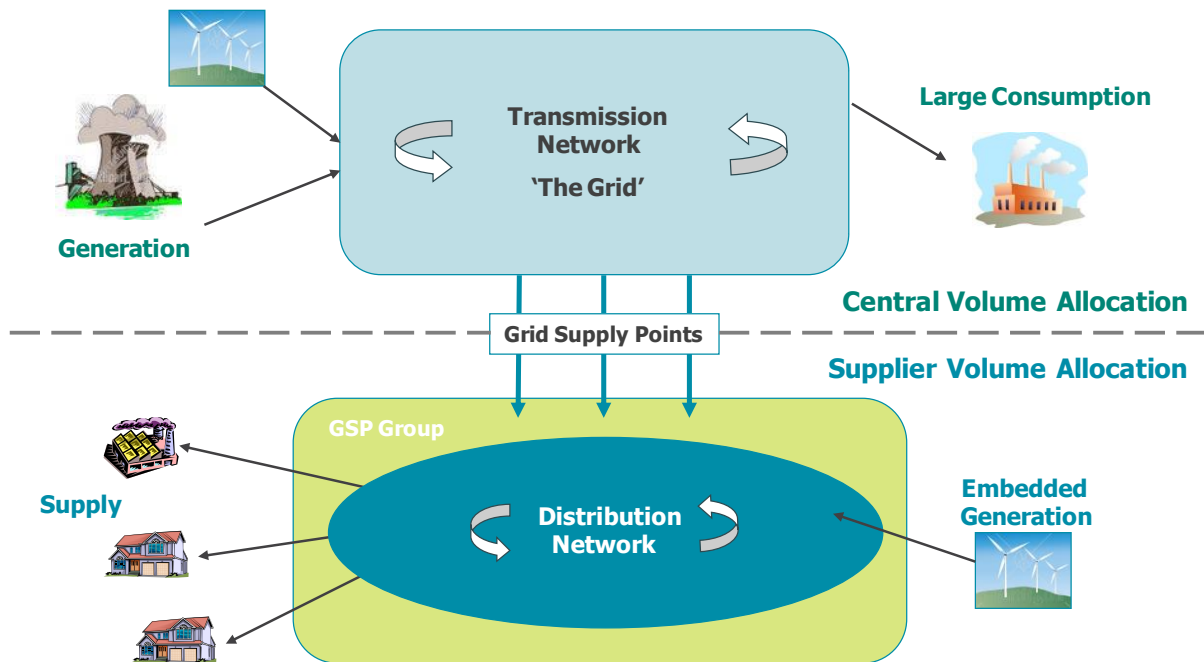 Transmission
Network
‘The Grid’
Large Consumption
Generation
Central Volume Allocation
Grid Supply Points
Supplier Volume Allocation
GSP Group
Supply
Distribution
Network
Embedded
Generation